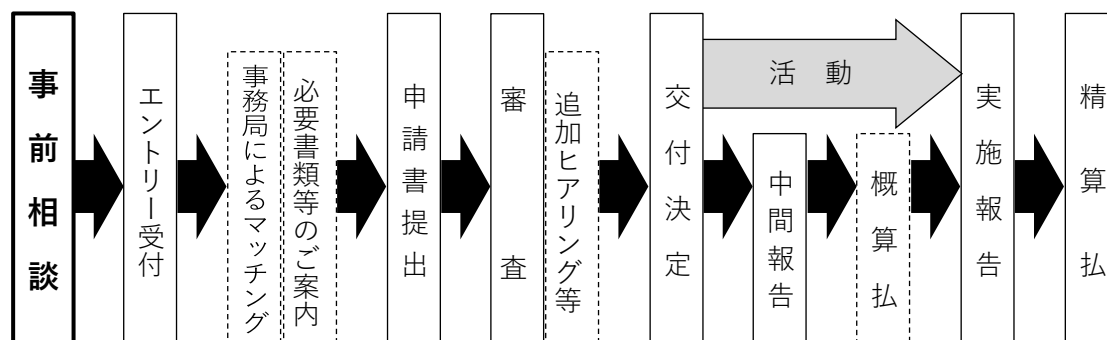 事前相談
エントリー受付
事務局によるマッチング
必要書類等のご案内
申請書提出
審査
追加ヒアリング等
交付決定
活動
中間報告
概算払
実施報告
精算払